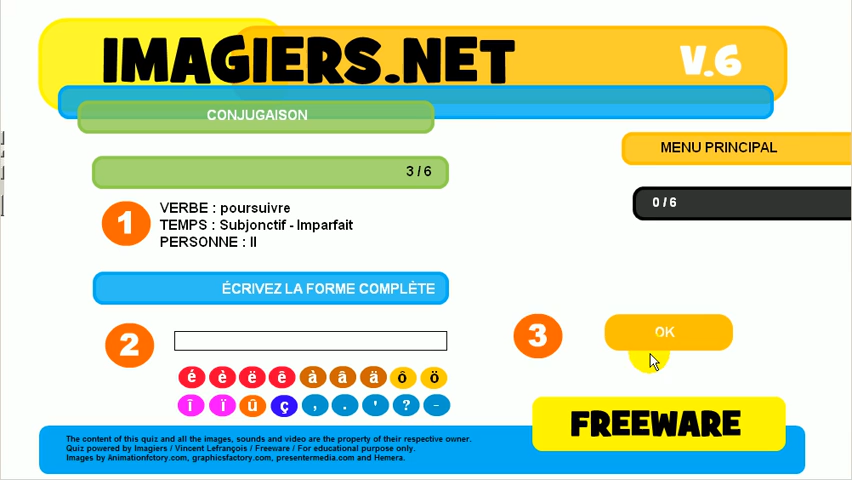 IMAGIERS.NET
V.6
CONJUGAISON
MENU PRINCIPAL
3 / 6
0 / 6
1
VERBE : poursuivre
TEMPS : Subjonctif - Imparfait
PERSONNE : Il
ÉCRIVEZ LA FORME COMPLÈTE
2
3
OK
é è ë ê à â ä ô ö
î ï û ç , . ' ? -
FREEWARE
The content of this quiz and all the images, sounds and video are the property of their respective owner.
Quiz powered by Imagiers / Vincent Lefrançois / Freeware / For educational purpose only.
Images by Animationfctory.com, graphicsfactory.com, presentermedia.com and Hemera.